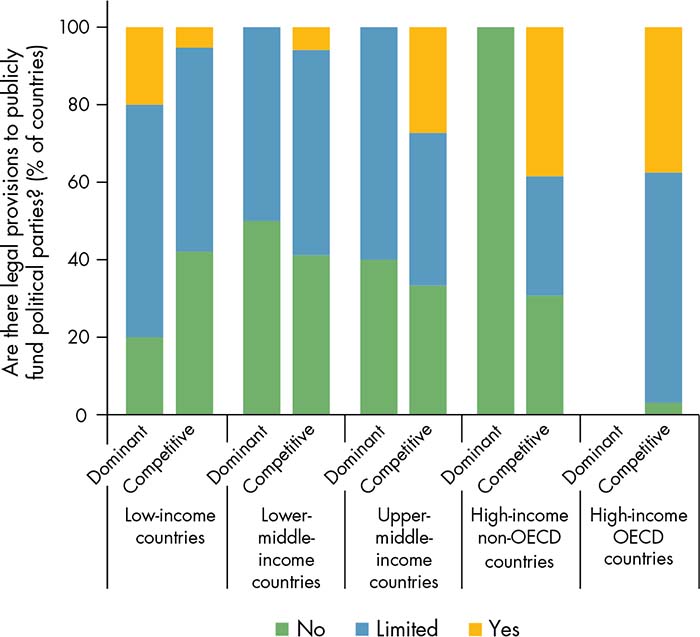 Are there legal provisions to publicly
fund political parties? (% of countries)
100
80
60
40
20
0
Dominant
Competitive
Dominant
Competitive
Dominant
Competitive
Dominant
Competitive
Dominant
Competitive
Low-income
countries
Lower-
middle-
income
countries
Upper-
middle-
income
countries
High-income
non-OECD
countries
High-income
OECD
countries
No
Limited
Yes